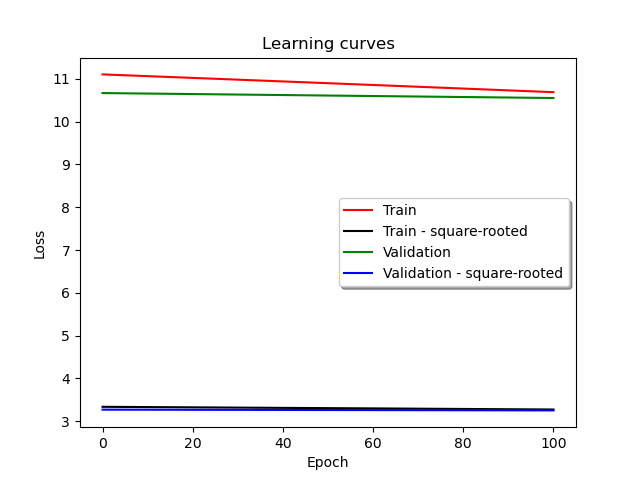 Learning curves
11
10
9
8
7
6
5
4
3
Loss
Train
Train - square-rooted
Validation
Validation - square-rooted
0 20 40 60 80 100
Epoch